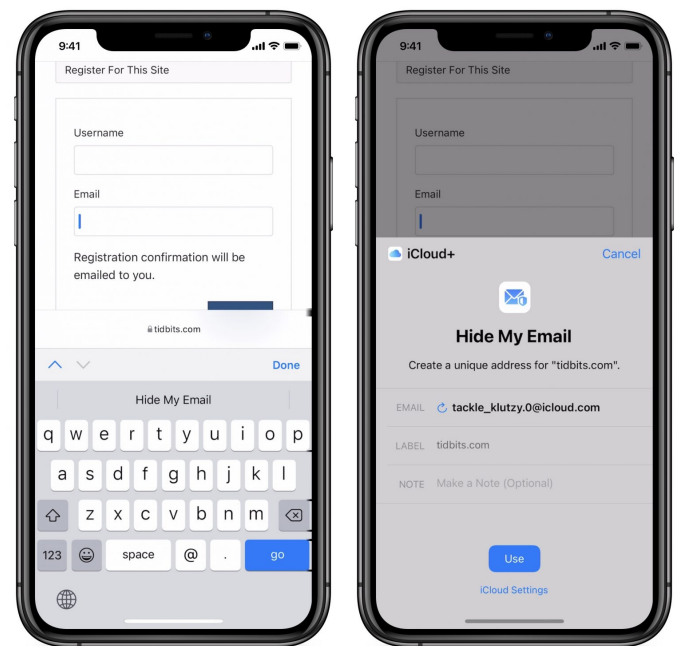 9:41
Register For This Site
Username
Email
Registration confirmation will be
emailed to you.
tidbits.com
Done
Hide My Email
q w e r t y u i o p
a s d f g h j k l
z x c v b n m
123 space @ . go
9:41
Register For This Site
Username
Email
iCloud+ Cancel
Hide My Email
Create a unique address for "tidbits.com".
EMAIL tackle_klutzy.0@icloud.com
LABEL tidbits.com
NOTE Make a Note (Optional)
Use
iCloud Settings